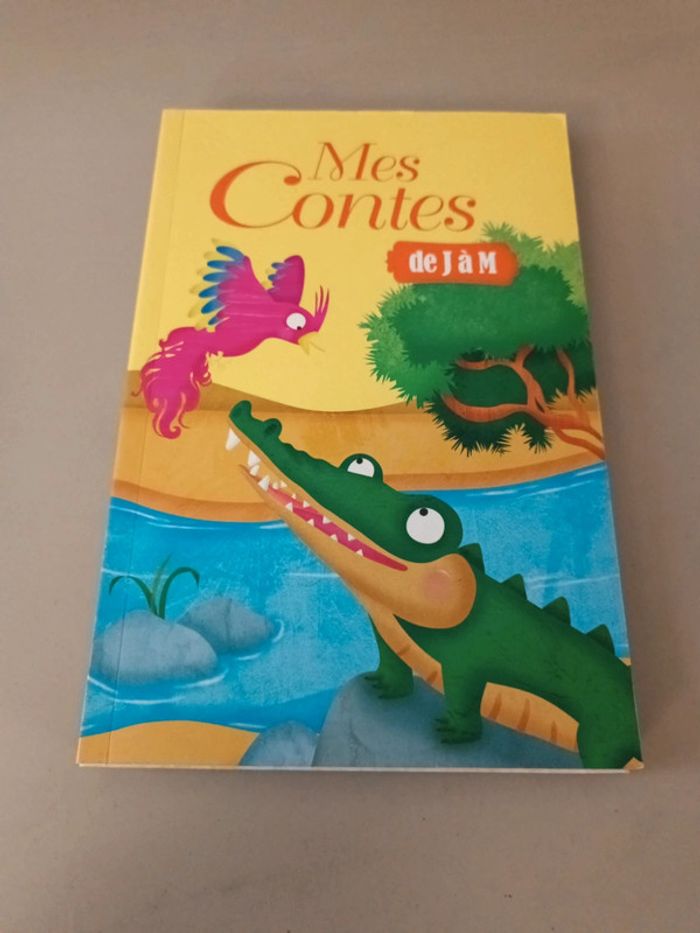 Mes
Contes
de J à M